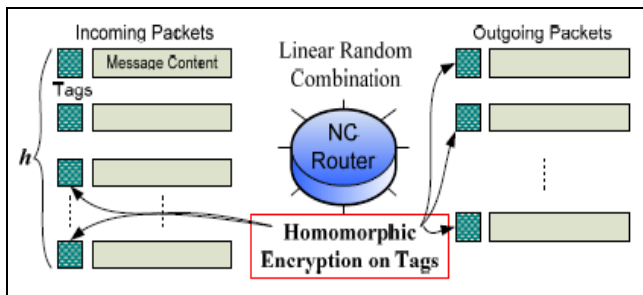 Incoming Packets
Message Content
Tags
h
Linear Random
Combination
NC
Router
Homomorphic
Encryption on Tags
Outgoing Packets